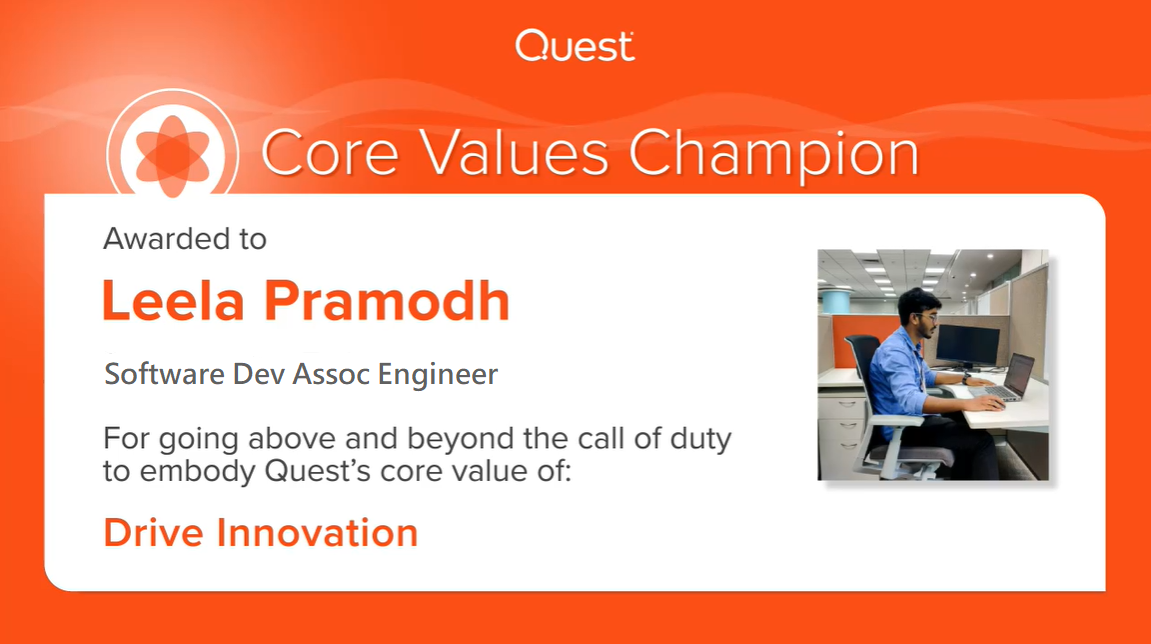 Quest
Core Values Champion
Awarded to
Leela Pramodh
Software Dev Assoc Engineer
For going above and beyond the call of duty
to embody Quest’s core value of:
Drive Innovation